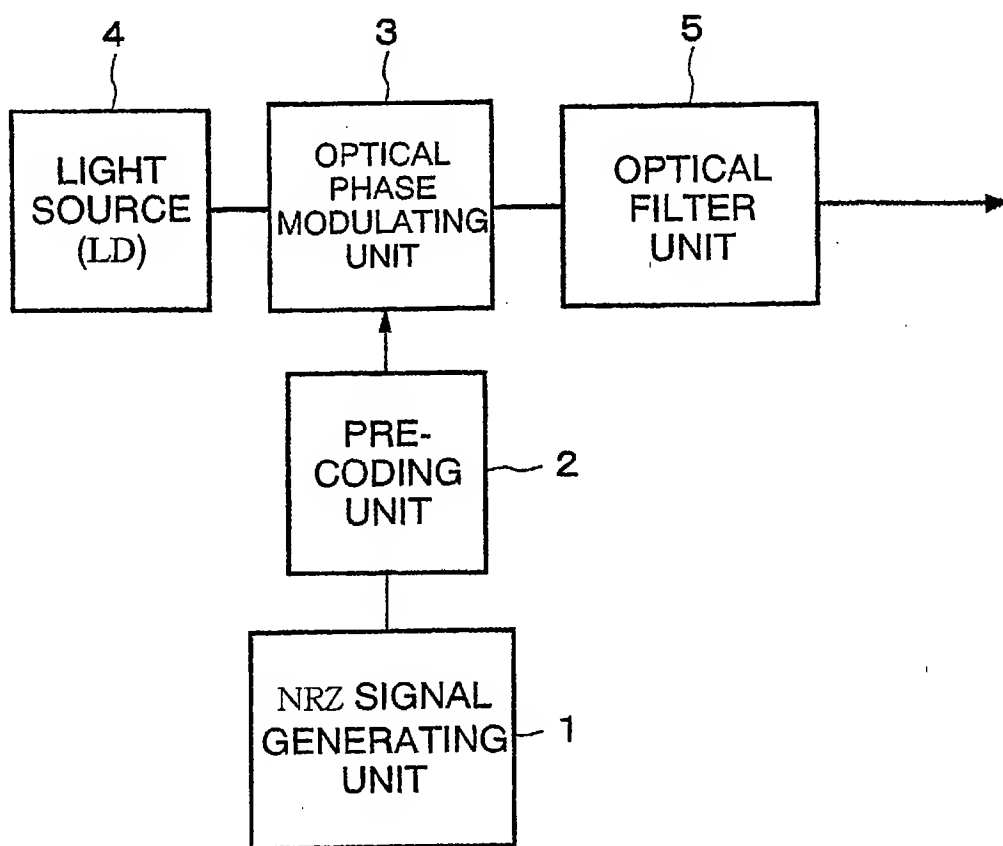 4
3
5
LIGHT
SOURCE
(LD)
OPTICAL
PHASE
MODULATING
UNIT
OPTICAL
FILTER
UNIT
PRE-
CODING
UNIT
2
NRZ SIGNAL
GENERATING
UNIT
1